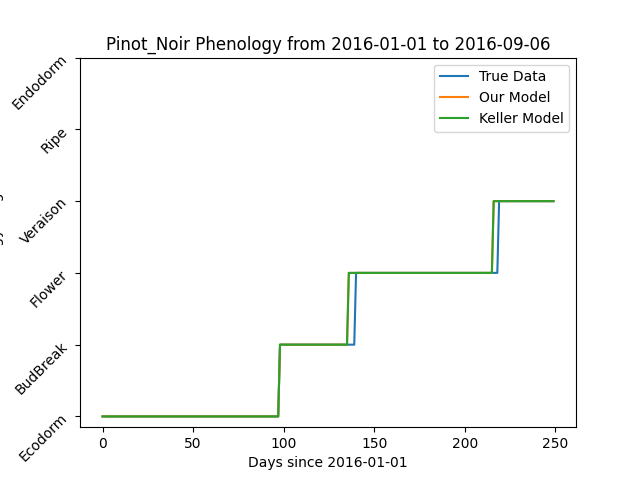 Pinot_Noir Phenology from 2016-01-01 to 2016-09-06
True Data
Our Model
Keller Model
Endodorm
Ripe
Veraison
Flower
BudBreak
Ecodorm
0 50 100 150 200 250
Days since 2016-01-01